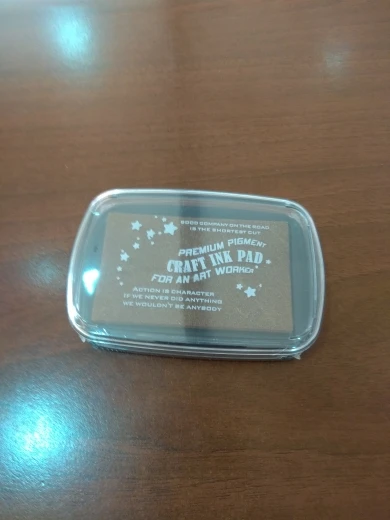 GOOD COMPANY ON THE ROAD
IS THE SHORTEST CUT
PREMIUM PIGMENT
CRAFT INK PAD
FOR AN ART WORKER
ACTION IS CHARACTER
IF WE NEVER DID ANYTHING
WE WOULDN'T BE ANYBODY